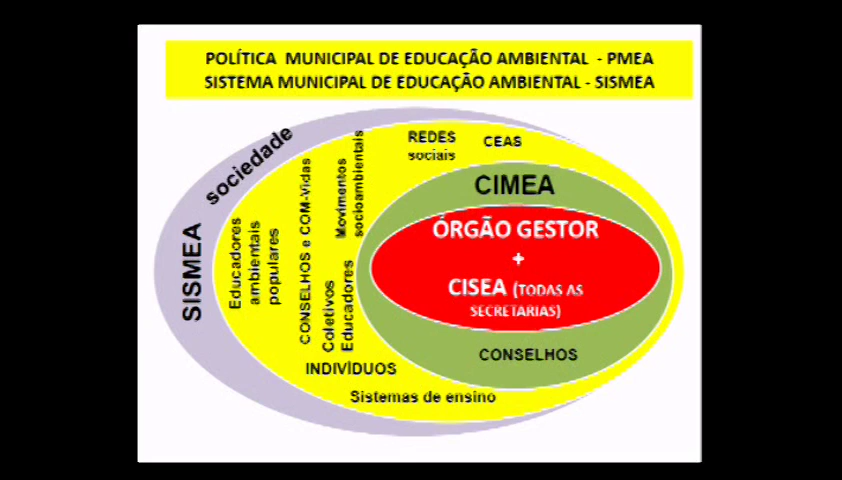 POLÍTICA MUNICIPAL DE EDUCAÇÃO AMBIENTAL - PMEA
SISTEMA MUNICIPAL DE EDUCAÇÃO AMBIENTAL - SISMEA
sociedade
SISMEA
Educadores
ambientais
populares
CONSELHOS e COM-Vidas
Movimentos
socioambientais
Coletivos
Educadores
REDES
sociais
CEAS
CIMEA
ÓRGÃO GESTOR
+
CISEA (TODAS AS
SECRETARIAS)
CONSELHOS
INDIVÍDUOS
Sistemas de ensino